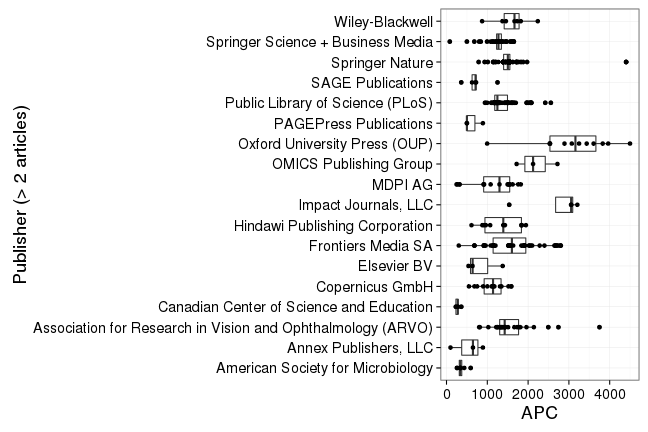 Publisher (> 2 articles)
Wiley-Blackwell
Springer Science + Business Media
Springer Nature
SAGE Publications
Public Library of Science (PLoS)
PAGEPress Publications
Oxford University Press (OUP)
OMICS Publishing Group
MDPI AG
Impact Journals, LLC
Hindawi Publishing Corporation
Frontiers Media SA
Elsevier BV
Copernicus GmbH
Canadian Center of Science and Education
Association for Research in Vision and Ophthalmology (ARVO)
Annex Publishers, LLC
American Society for Microbiology
0 1000 2000 3000 4000
APC